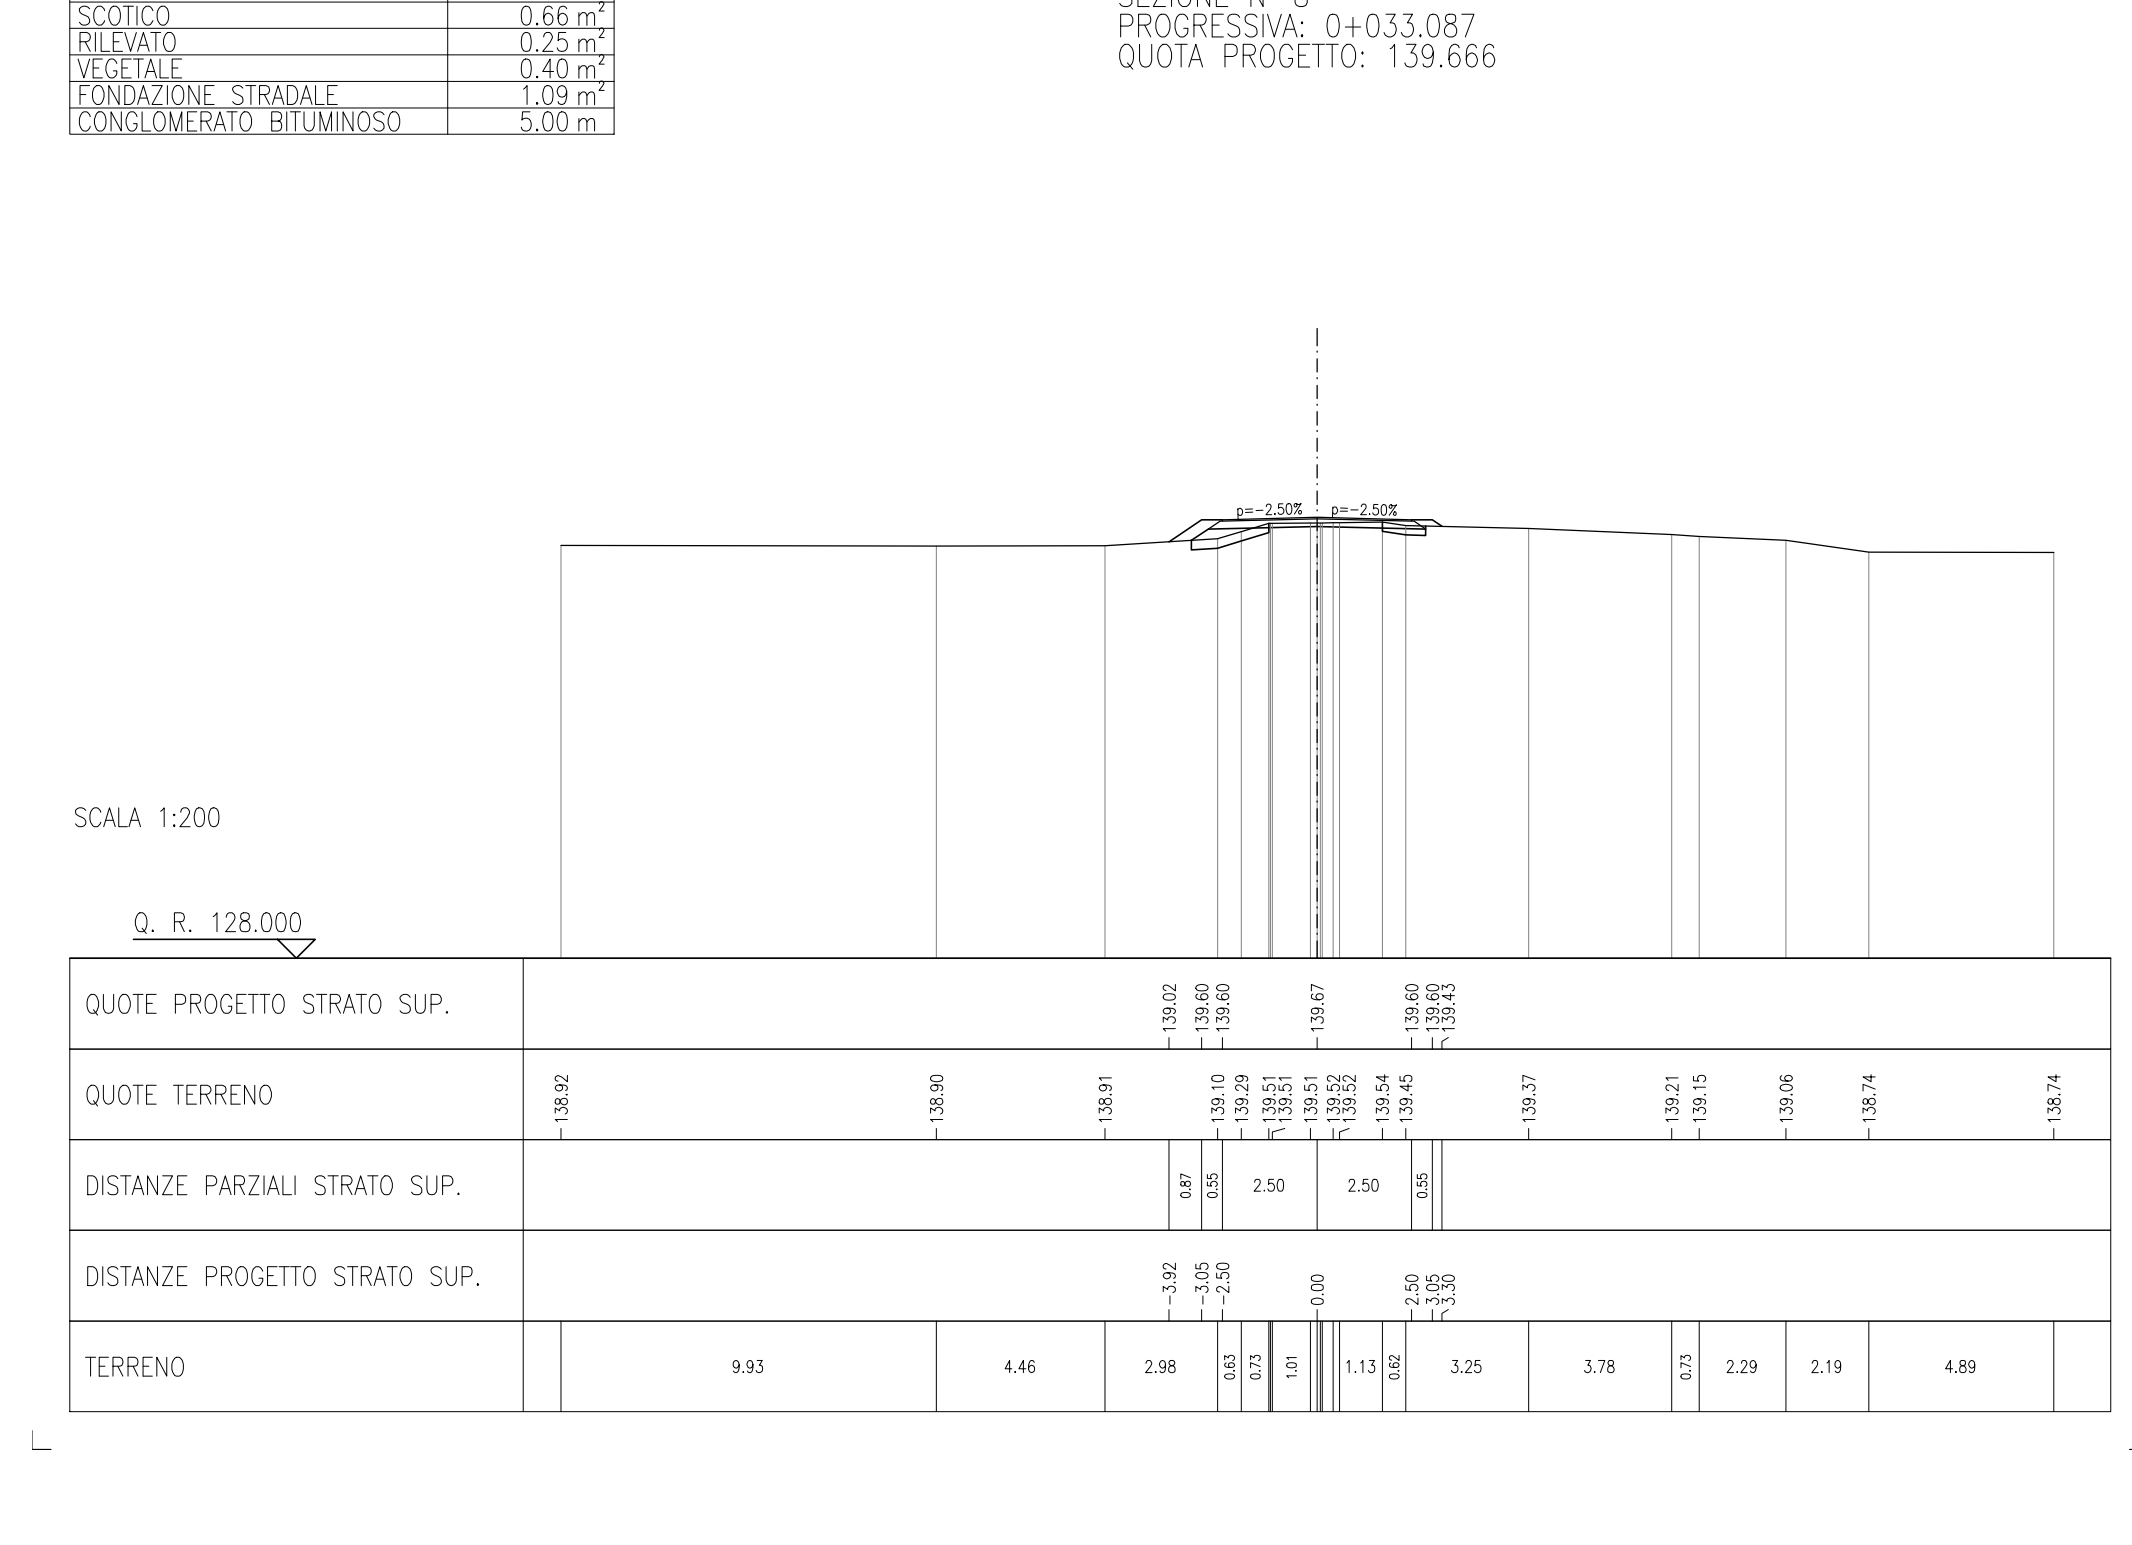 SCOTICO 0.66 m²
RILEVATO 0.25 m²
VEGETALE 0.40 m²
FONDAZIONE STRADALE 1.09 m²
CONGLOMERATO BITUMINOSO 5.00 m
PROGRESSIVA: 0+033.087
QUOTA PROGETTO: 139.666
p=-2.50% p=-2.50%
SCALA 1:200
Q. R. 128.000
QUOTE PROGETTO STRATO SUP. 139.02 139.60 139.60 139.67 139.60 139.60 139.43
QUOTE TERRENO 138.92 138.90 138.91 139.10 139.29 139.51 139.51 139.51 139.52 139.52 139.54 139.45 139.37 139.21 139.15 139.06 138.74 138.74
DISTANZE PARZIALI STRATO SUP. 0.87 0.55 2.50 2.50 0.55
DISTANZE PROGETTO STRATO SUP. -3.92 -3.05 -2.50 0.00 2.50 3.05 3.30
TERRENO 9.93 4.46 2.98 0.63 0.73 1.01 1.13 0.62 3.25 3.78 0.73 2.29 2.19 4.89